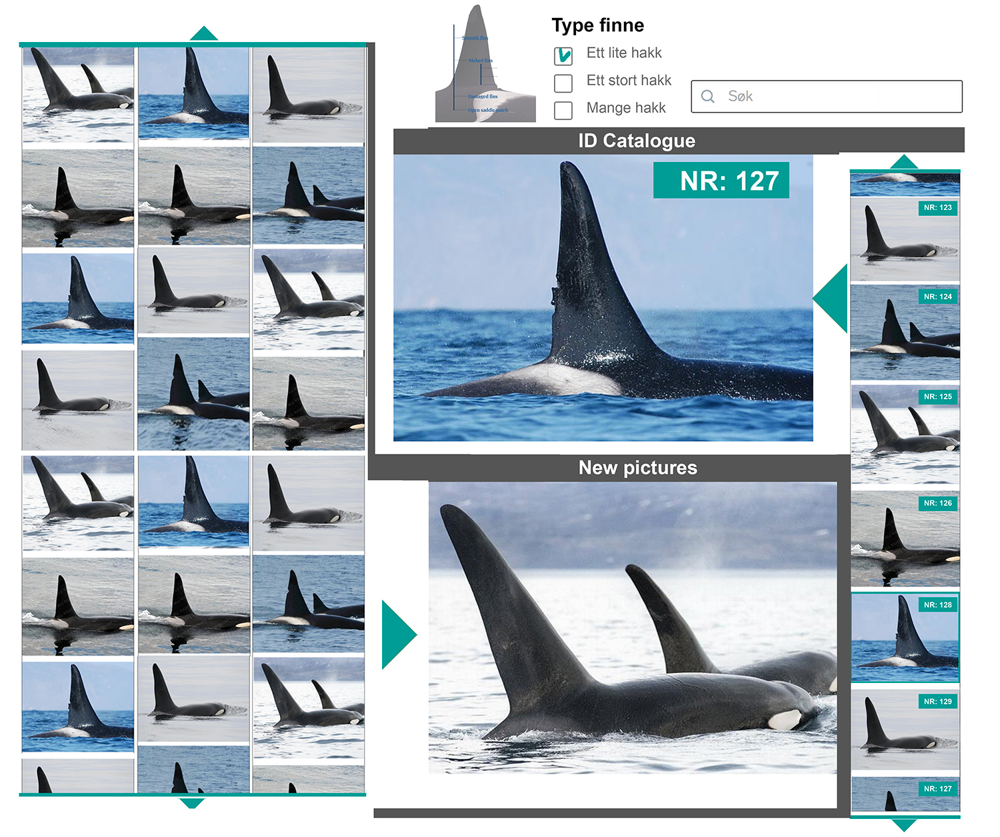 Type finne
Smooth fins
Nicked fins
Damaged fins
Open saddle patch
Ett lite hakk
Ett stort hakk
Mange hakk
Søk
ID Catalogue
NR: 127
New pictures
NR: 123
NR: 124
NR: 125
NR: 126
NR: 128
NR: 129
NR: 127